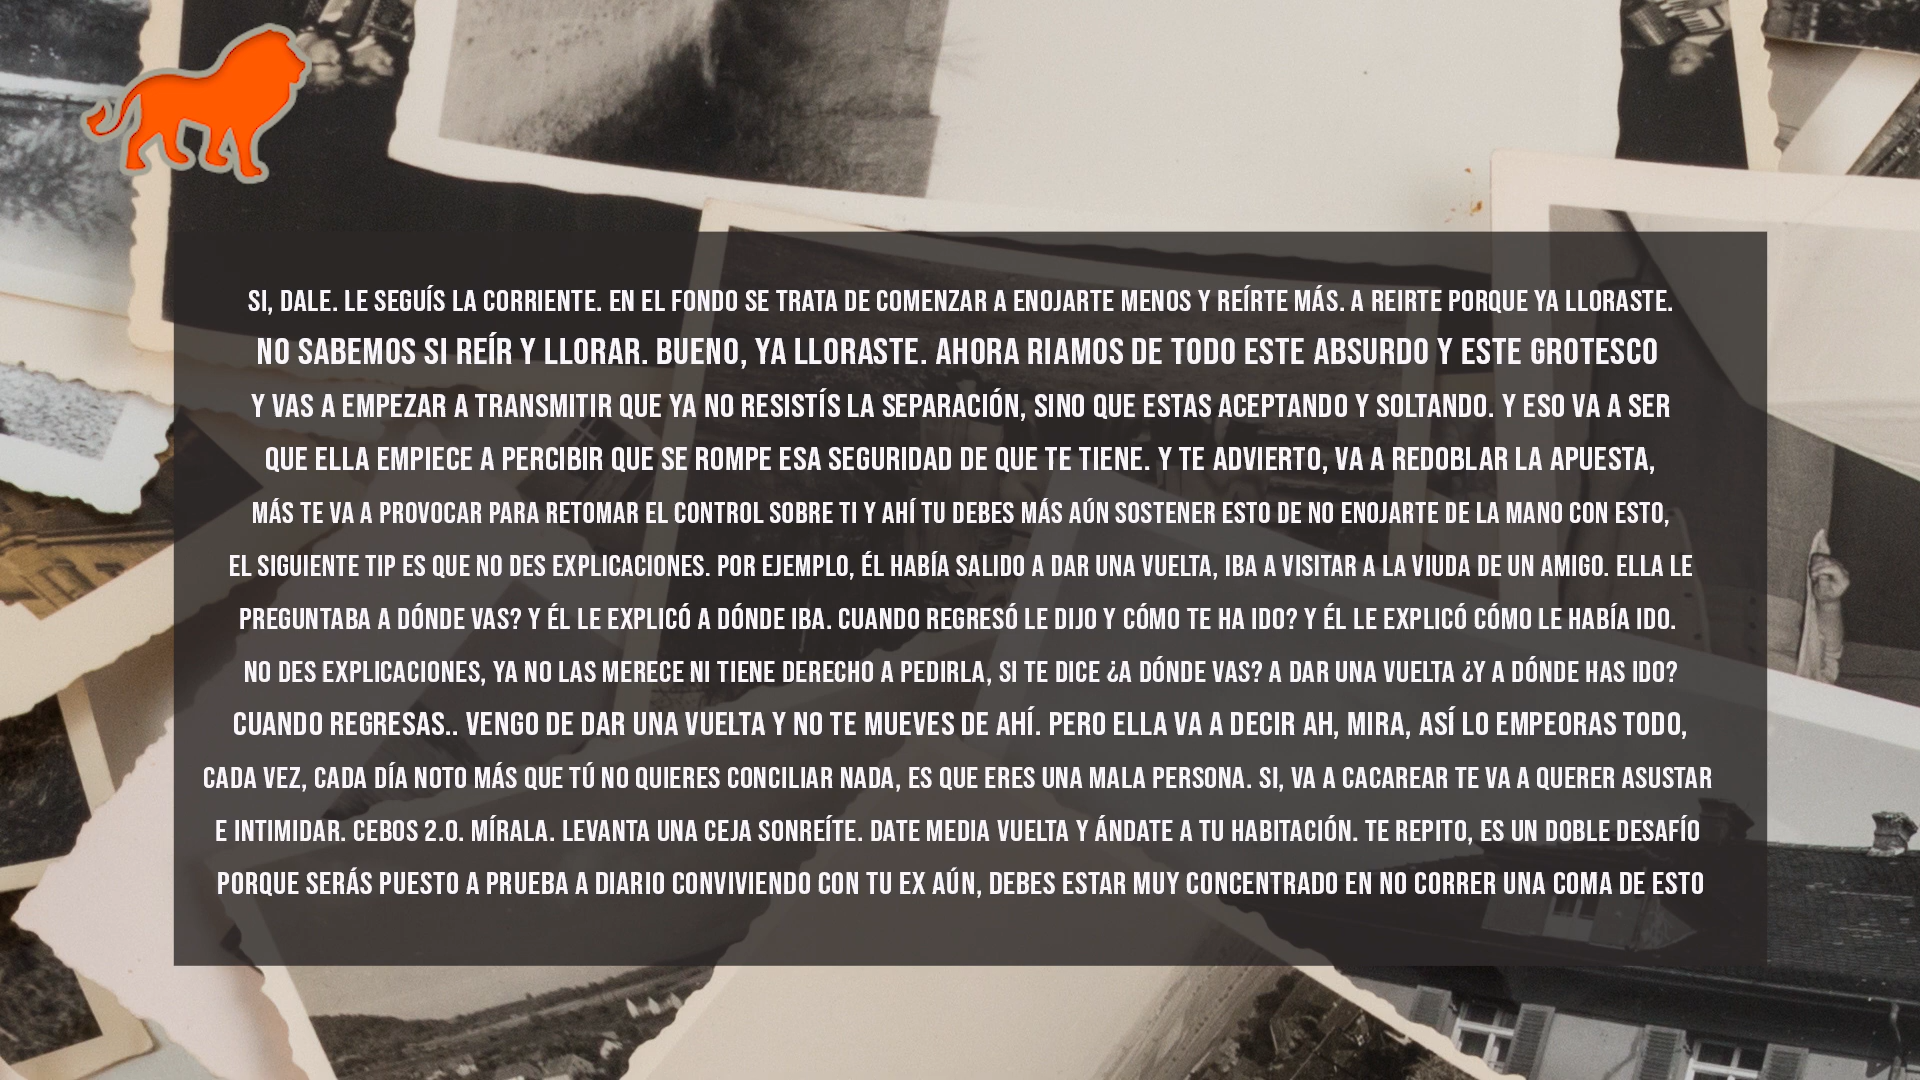 SI, DALE. LE SEGUÍS LA CORRIENTE. EN EL FONDO SE TRATA DE COMENZAR A ENOJARTE MENOS Y REÍRTE MÁS. A REIRTE PORQUE YA LLORASTE.
NO SABEMOS SI REÍR Y LLORAR. BUENO, YA LLORASTE. AHORA RIAMOS DE TODO ESTE ABSURDO Y ESTE GROTESCO
Y VAS A EMPEZAR A TRANSMITIR QUE YA NO RESISTÍS LA SEPARACIÓN, SINO QUE ESTAS ACEPTANDO Y SOLTANDO. Y ESO VA A SER
QUE ELLA EMPIECE A PERCIBIR QUE SE ROMPE ESA SEGURIDAD DE QUE TE TIENE. Y TE ADVIERTO, VA A REDOBLAR LA APUESTA,
MÁS TE VA A PROVOCAR PARA RETOMAR EL CONTROL SOBRE TI Y AHÍ TU DEBES MÁS AÚN SOSTENER ESTO DE NO ENOJARTE DE LA MANO CON ESTO,
EL SIGUIENTE TIP ES QUE NO DES EXPLICACIONES. POR EJEMPLO, ÉL HABÍA SALIDO A DAR UNA VUELTA, IBA A VISITAR A LA VIUDA DE UN AMIGO. ELLA LE
PREGUNTABA A DÓNDE VAS? Y ÉL LE EXPLICÓ A DÓNDE IBA. CUANDO REGRESÓ LE DIJO Y CÓMO TE HA IDO? Y ÉL LE EXPLICÓ CÓMO LE HABÍA IDO.
NO DES EXPLICACIONES, YA NO LAS MERECE NI TIENE DERECHO A PEDIRLA, SI TE DICE ¿A DÓNDE VAS? A DAR UNA VUELTA ¿Y A DÓNDE HAS IDO?
CUANDO REGRESAS.. VENGO DE DAR UNA VUELTA Y NO TE MUEVES DE AHÍ. PERO ELLA VA A DECIR AH, MIRA, ASÍ LO EMPEORAS TODO,
CADA VEZ, CADA DÍA NOTO MÁS QUE TÚ NO QUIERES CONCILIAR NADA, ES QUE ERES UNA MALA PERSONA. SI, VA A CACAREAR TE VA A QUERER ASUSTAR
E INTIMIDAR. CEBOS 2.0. MÍRALA. LEVANTA UNA CEJA SONREÍTE. DATE MEDIA VUELTA Y ÁNDATE A TU HABITACIÓN. TE REPITO, ES UN DOBLE DESAFÍO
PORQUE SERÁS PUESTO A PRUEBA A DIARIO CONVIVIENDO CON TU EX AÚN, DEBES ESTAR MUY CONCENTRADO EN NO CORRER UNA COMA DE ESTO